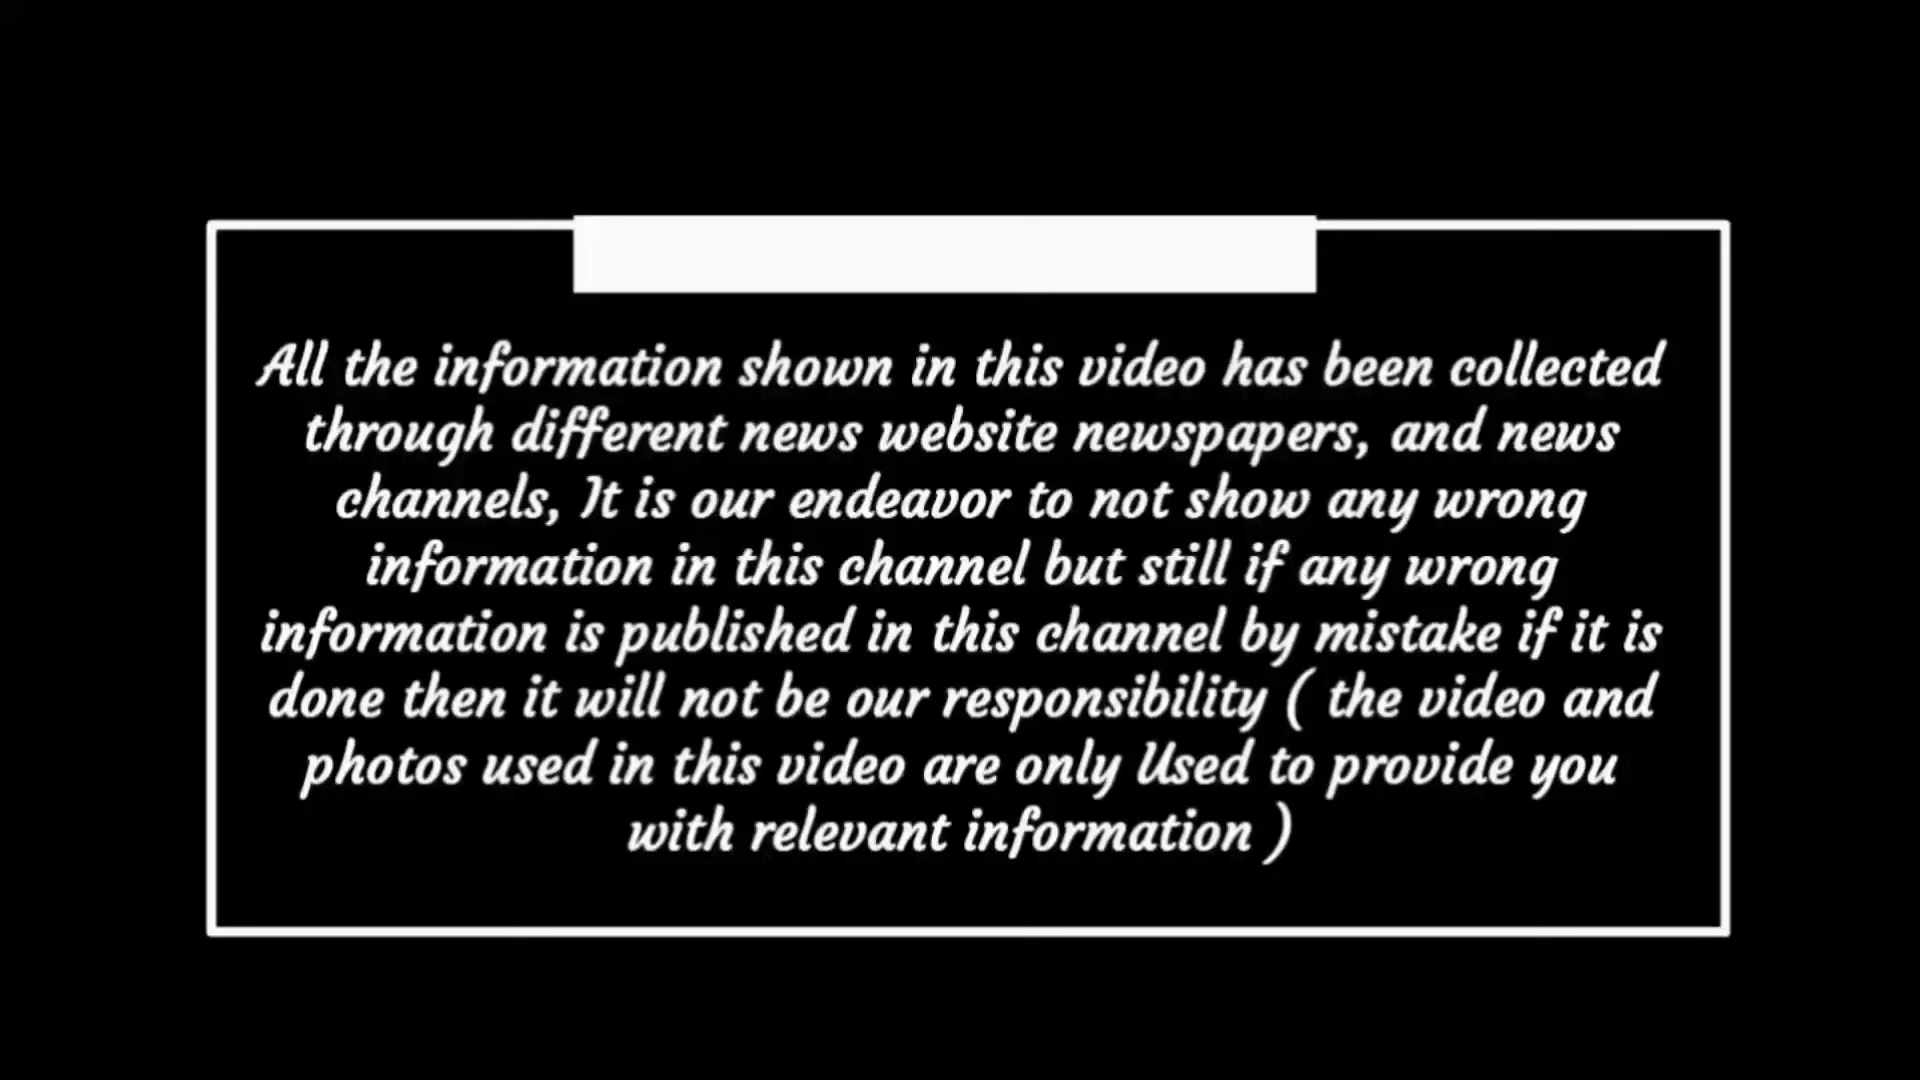 All the information shown in this video has been collected
through different news website newspapers, and news
channels, It is our endeavor to not show any wrong
information in this channel but still if any wrong
information is published in this channel by mistake if it is
done then it will not be our responsibility ( the video and
photos used in this video are only Used to provide you
with relevant information )